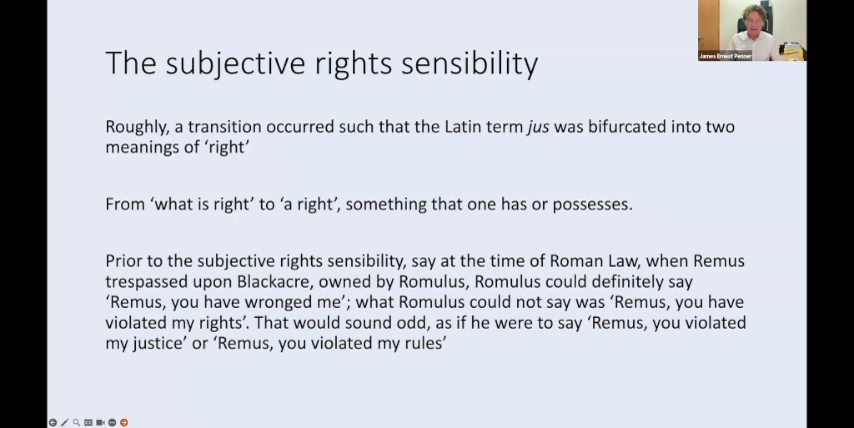 The subjective rights sensibility
James Ernest Penner
Roughly, a transition occurred such that the Latin term jus was bifurcated into two
meanings of ‘right’
From ‘what is right’ to ‘a right’, something that one has or possesses.
Prior to the subjective rights sensibility, say at the time of Roman Law, when Remus
trespassed upon Blackacre, owned by Romulus, Romulus could definitely say
‘Remus, you have wronged me’; what Romulus could not say was ‘Remus, you have
violated my rights’. That would sound odd, as if he were to say ‘Remus, you violated
my justice’ or ‘Remus, you violated my rules’